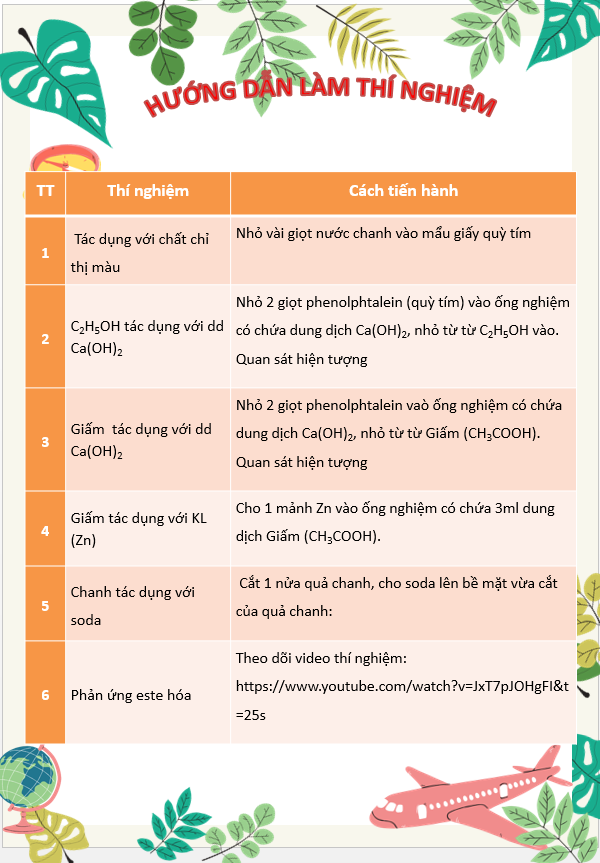 HƯỚNG DẪN LÀM THÍ NGHIỆM
TT Thí nghiệm Cách tiến hành
1
Tác dụng với chất chỉ
thị màu
Nhỏ vài giọt nước chanh vào mẩu giấy quỳ tím
2
C₂H₅OH tác dụng với dd
Ca(OH)₂
Nhỏ 2 giọt phenolphtalein (quỳ tím) vào ống nghiệm
có chứa dung dịch Ca(OH)₂, nhỏ từ từ C₂H₅OH vào.
Quan sát hiện tượng
3
Giấm tác dụng với dd
Ca(OH)₂
Nhỏ 2 giọt phenolphtalein vaò ống nghiệm có chứa
dung dịch Ca(OH)₂, nhỏ từ từ Giấm (CH₃COOH).
Quan sát hiện tượng
4
Giấm tác dụng với KL
(Zn)
Cho 1 mảnh Zn vào ống nghiệm có chứa 3ml dung
dịch Giấm (CH₃COOH).
5
Chanh tác dụng với
soda
Cắt 1 nửa quả chanh, cho soda lên bề mặt vừa cắt
của quả chanh:
6
Phản ứng este hóa
Theo dõi video thí nghiệm:
https://www.youtube.com/watch?v=JxT7pJOHgFI&t
=25s